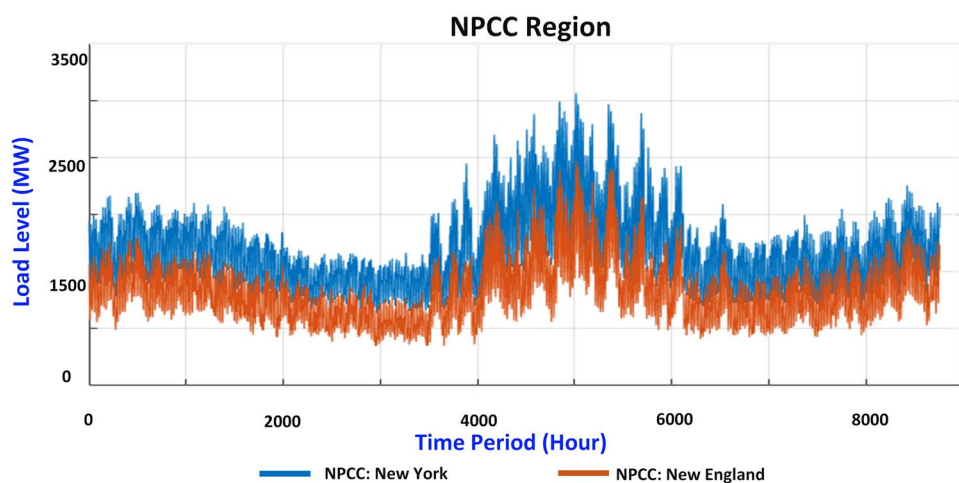 NPCC Region
3500
2500
1500
0
Load Level (MW)
0 2000 4000 6000 8000
Time Period (Hour)
NPCC: New York NPCC: New England